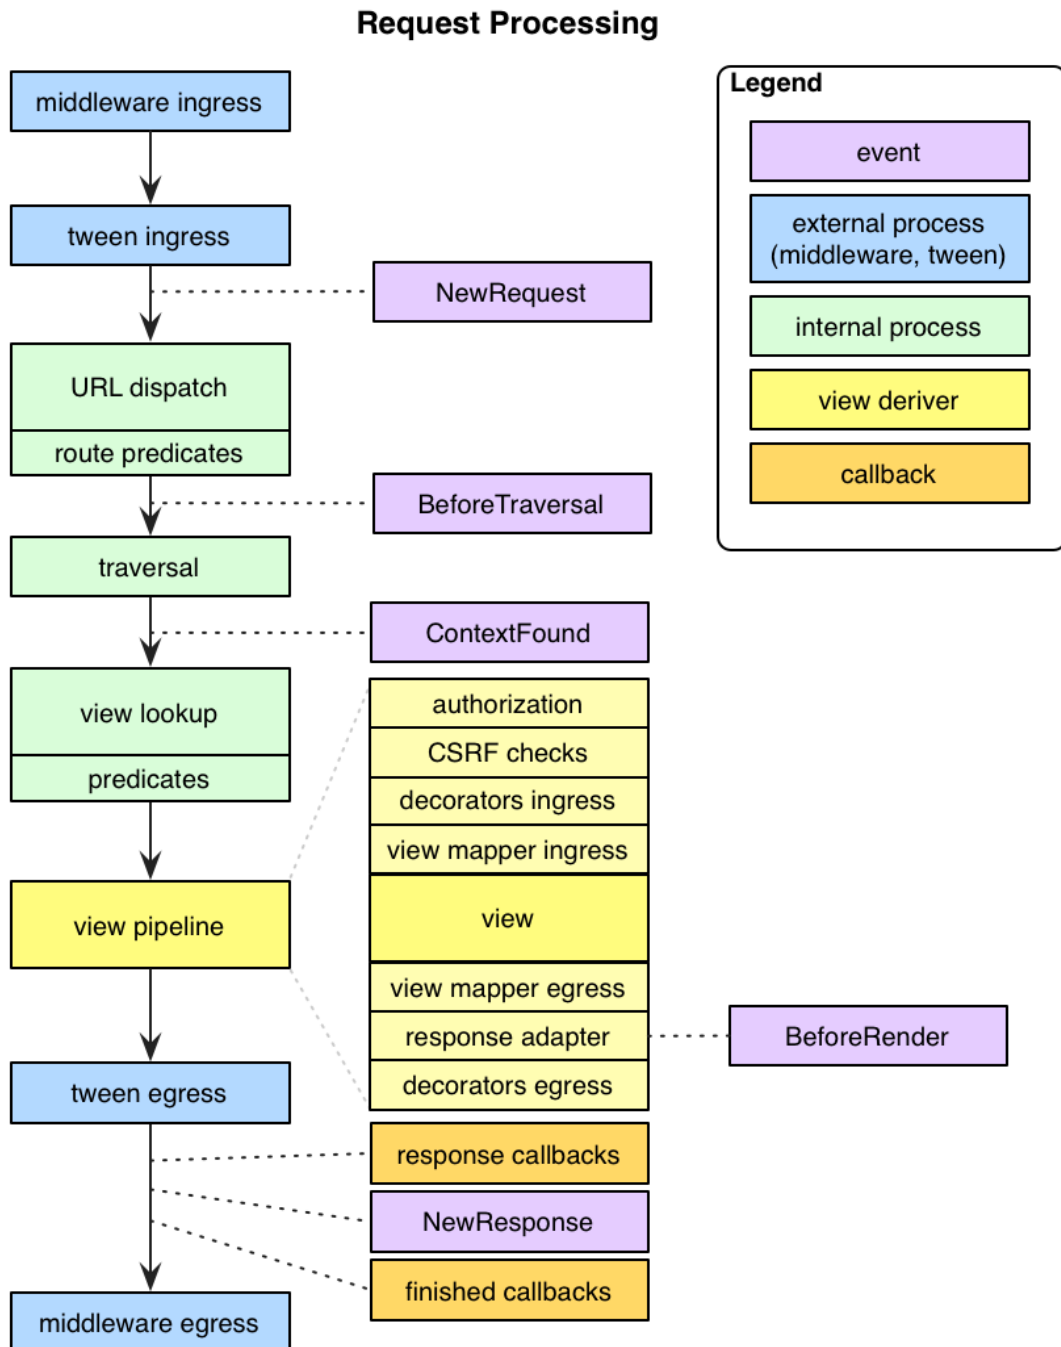 Request Processing
middleware ingress
tween ingress
NewRequest
URL dispatch
route predicates
BeforeTraversal
traversal
ContextFound
view lookup
predicates
view pipeline
authorization
CSRF checks
decorators ingress
view mapper ingress
view
view mapper egress
response adapter
decorators egress
BeforeRender
tween egress
response callbacks
NewResponse
finished callbacks
middleware egress
Legend
event
external process
(middleware, tween)
internal process
view deriver
callback